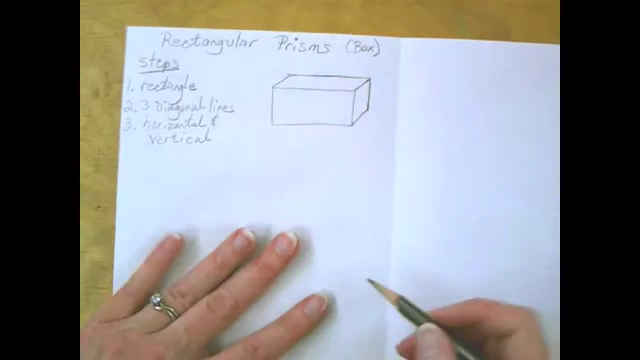 Rectangular Prisms (Box)
steps
1. rectangle
2. 3 Diagonal lines
3. horizontal &
vertical